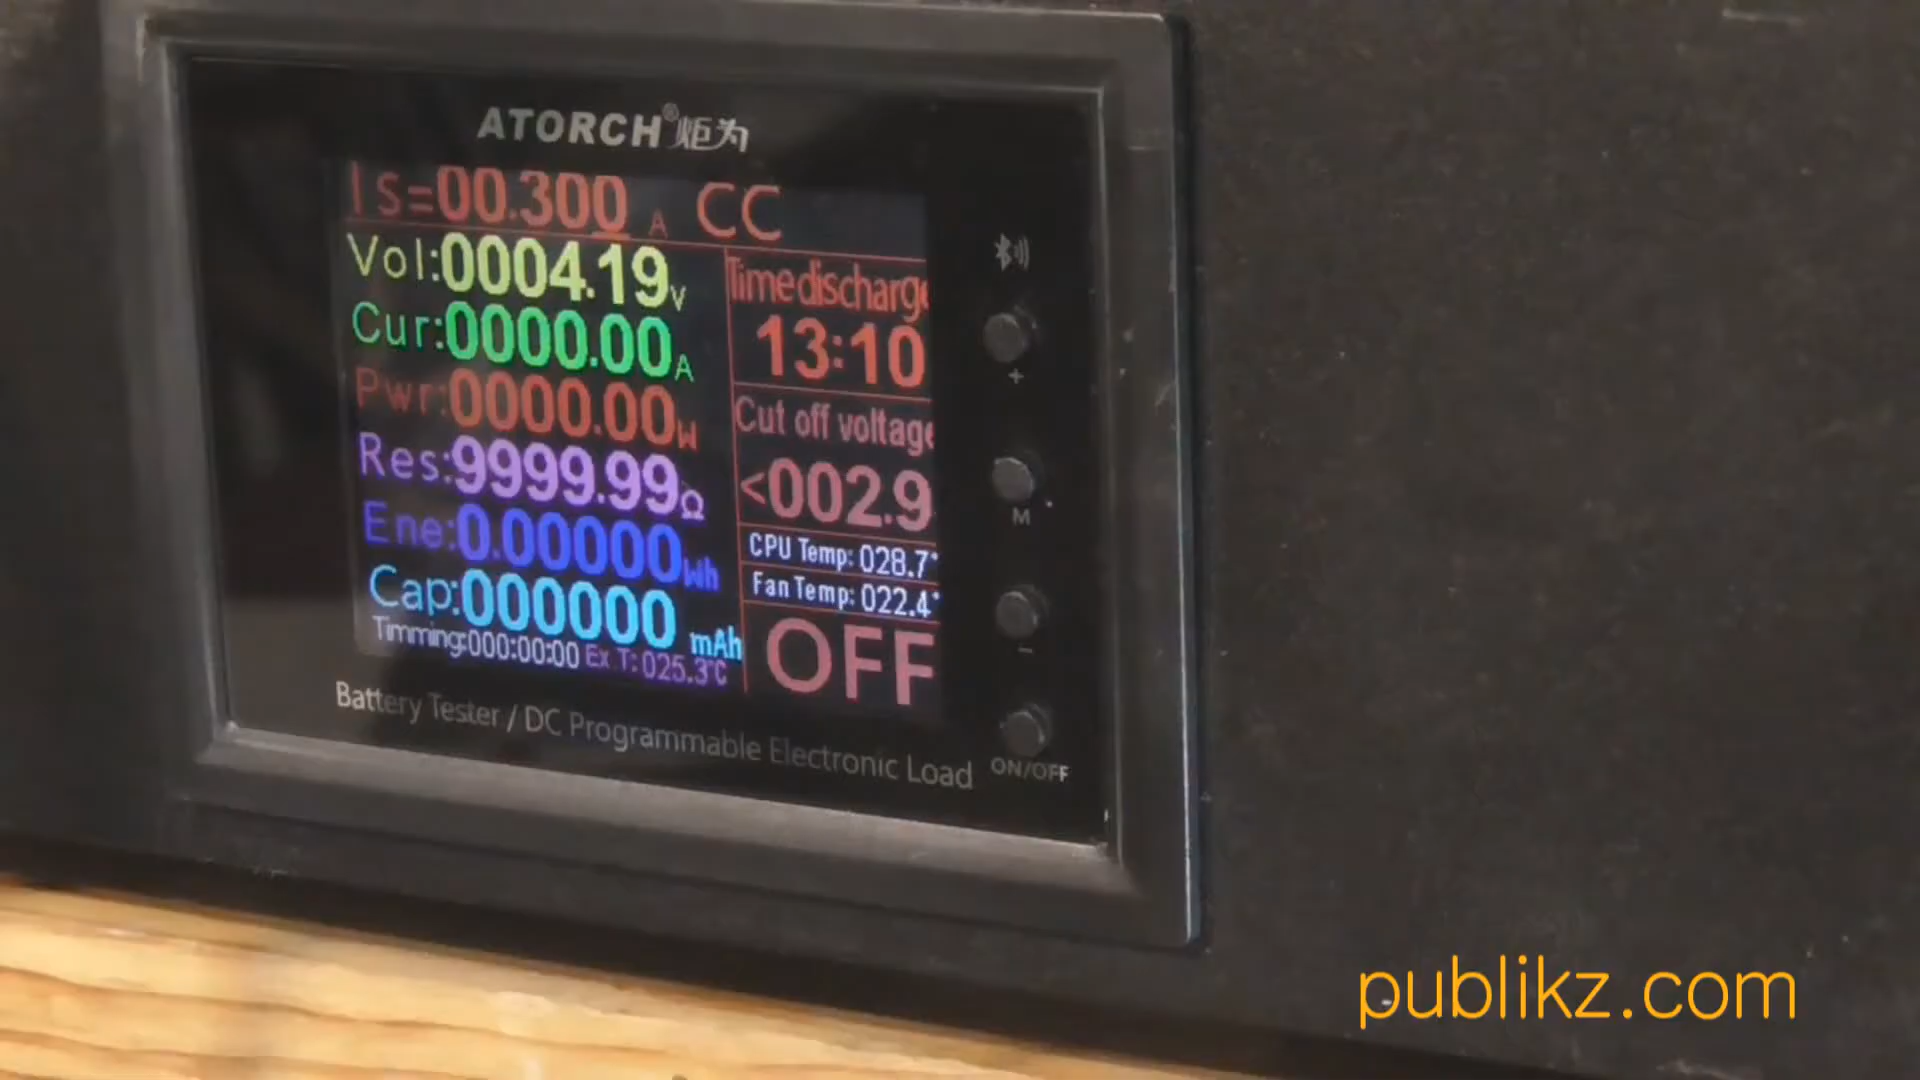 ATORCH®炬为
Is=00.300 A CC
Vol:0004.19V
Cur:0000.00A
Pwr:0000.00W
Res:9999.99Ω
Ene:0.00000Wh
Cap:000000 mAh
Timming:000:00:00 Ex T:025.3℃
Timedischarge
13:10
Cut off voltage
<002.9
CPU Temp: 028.7°
Fan Temp: 022.4°
OFF
+
M
-
ON/OFF
Battery Tester / DC Programmable Electronic Load
publikz.com